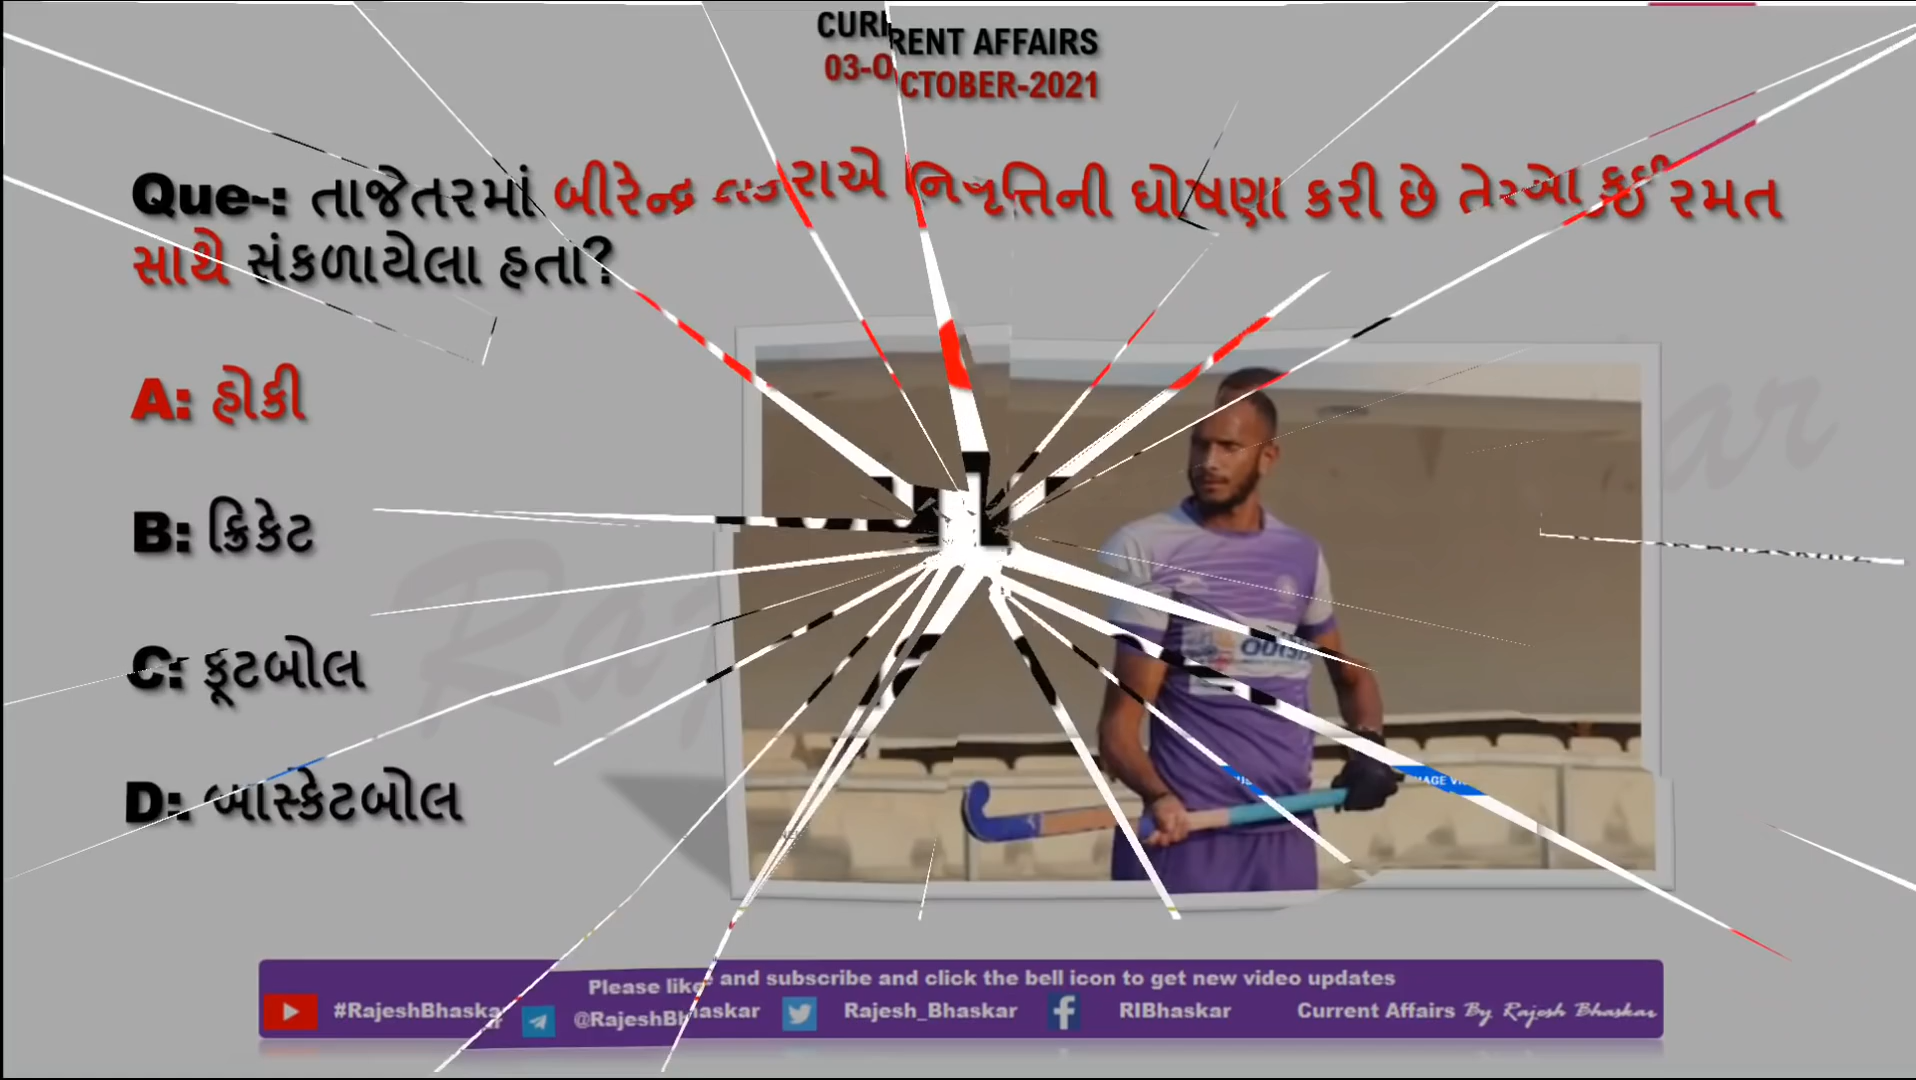 CURRENT AFFAIRS
03-OCTOBER-2021
Que-: તાજેતરમાં બીરેન્દ્ર નિવૃત્તિની ઘોષણા કરી છે તેઓ કઈ રમત
સાથે સંકળાયેલા હતા?
A: હોકી
B: ક્રિકેટ
C: ફૂટબોલ
D: બાસ્કેટબોલ
Please like and subscribe and click the bell icon to get new video updates
#RajeshBhaskar @RajeshBhaskar Rajesh_Bhaskar RIBhaskar Current Affairs By Rajesh Bhaskar